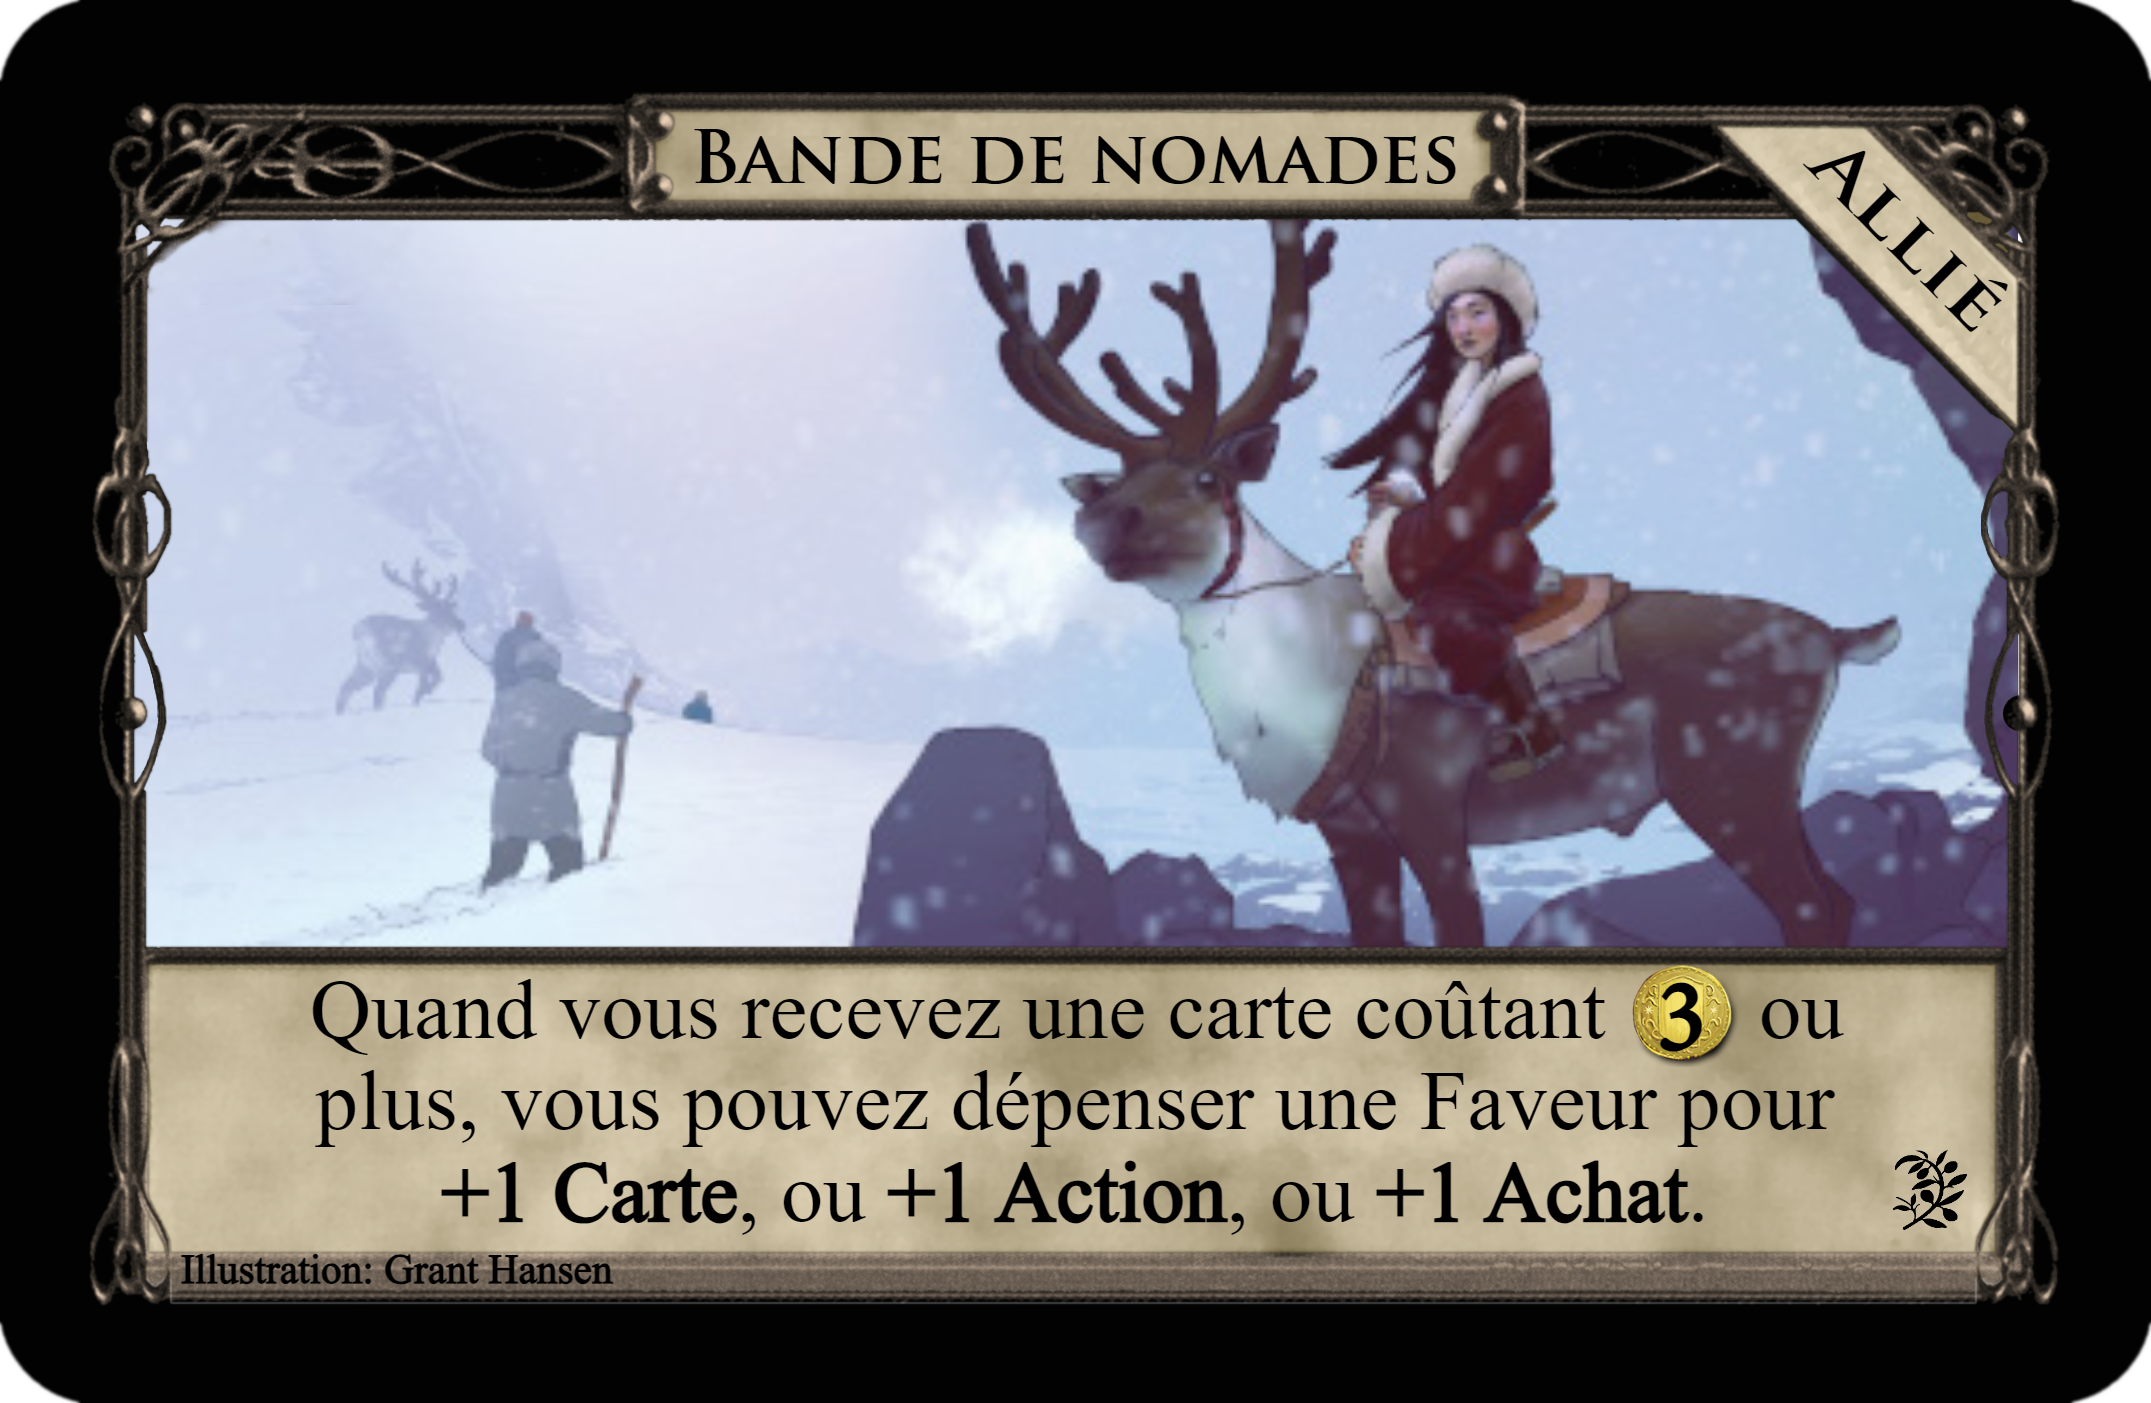 BANDE DE NOMADES
ALLIÉ
Quand vous recevez une carte coûtant 3 ou
plus, vous pouvez dépenser une Faveur pour
+1 Carte, ou +1 Action, ou +1 Achat.
Illustration: Grant Hansen